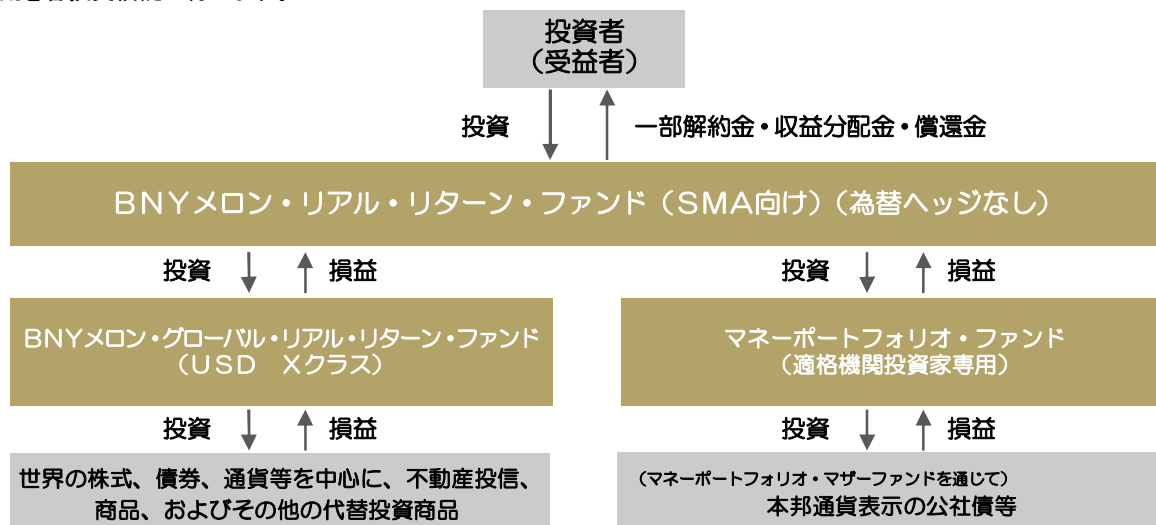 投資者
（受益者）
投資
一部解約金・収益分配金・償還金
ＢＮＹメロン・リアル・リターン・ファンド（ＳＭＡ向け）（為替ヘッジなし）
投資
損益
投資
損益
ＢＮＹメロン・グローバル・リアル・リターン・ファンド
（ＵＳＤ　Ｘクラス）
マネーポートフォリオ・ファンド
（適格機関投資家専用）
投資
損益
投資
損益
世界の株式、債券、通貨等を中心に、不動産投信、
商品、およびその他の代替投資商品
（マネーポートフォリオ・マザーファンドを通じて）
本邦通貨表示の公社債等